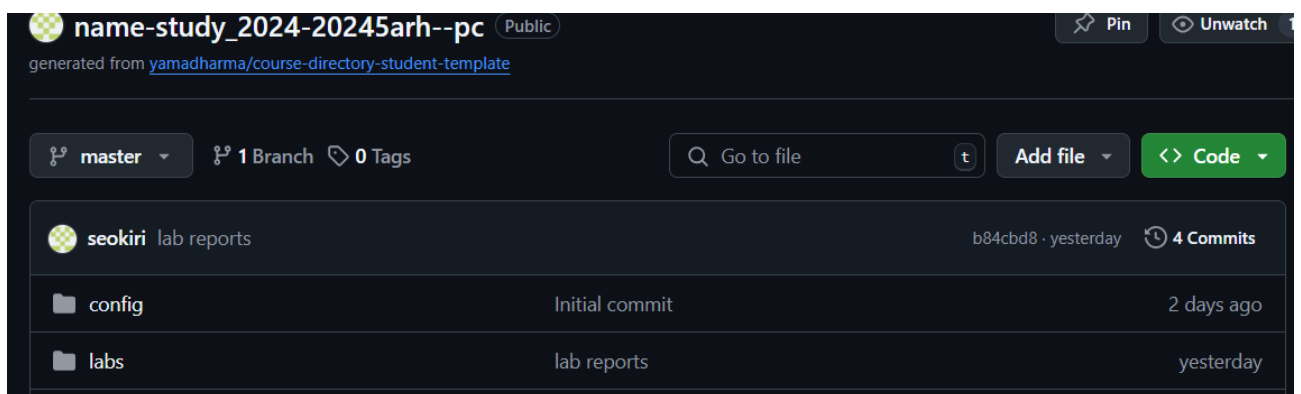 name-study_2024-20245arh--pc Public Pin Unwatch 1
generated from yamadharma/course-directory-student-template
master 1 Branch 0 Tags Go to file t Add file Code
seokiri lab reports b84cbd8 · yesterday 4 Commits
config Initial commit 2 days ago
labs lab reports yesterday